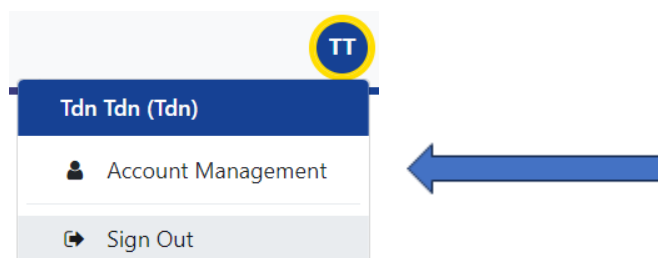 TT
Tdn Tdn (Tdn)
Account Management
Sign Out